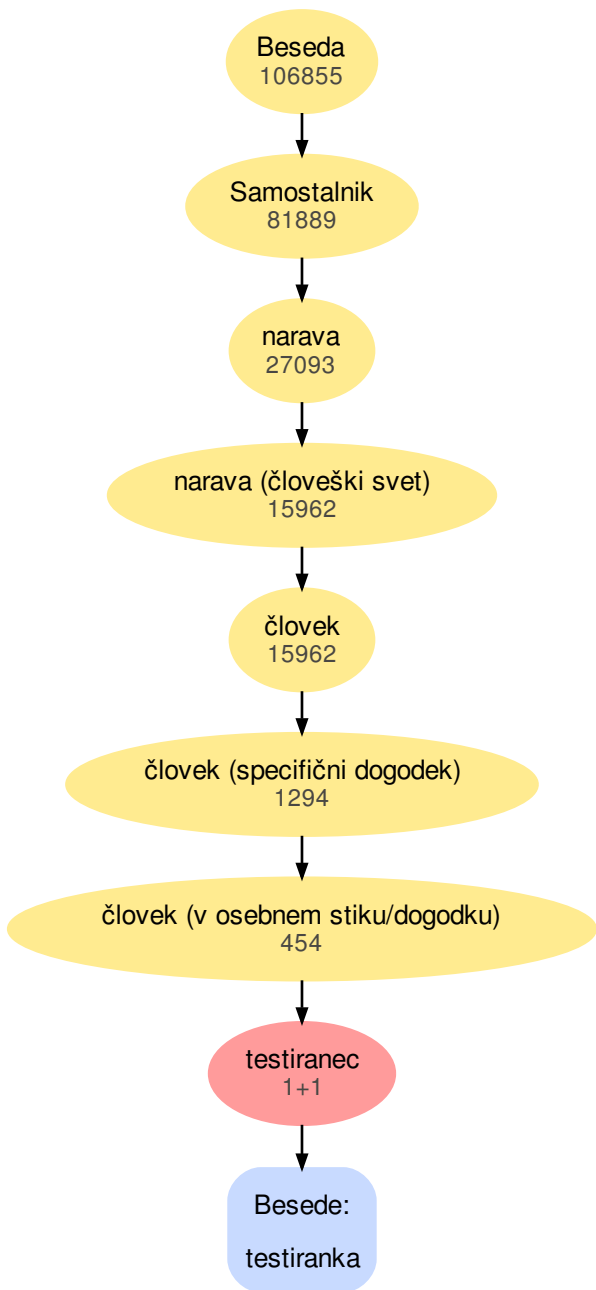 Beseda
106855
Samostalnik
81889
narava
27093
narava (človeški svet)
15962
človek
15962
človek (specifični dogodek)
1294
človek (v osebnem stiku/dogodku)
454
testiranec
1+1
Besede:
testiranka